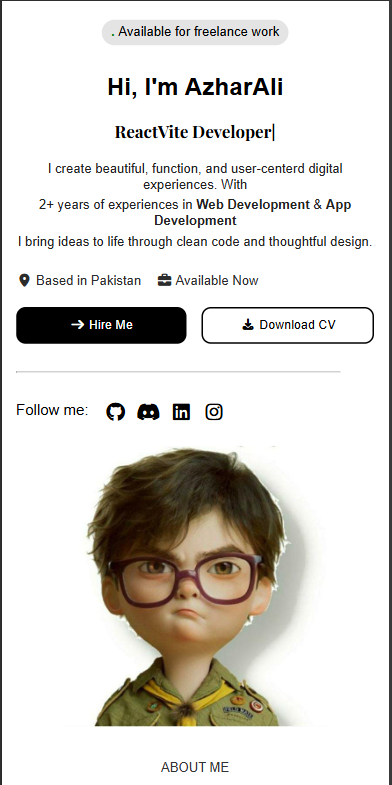 . Available for freelance work
Hi, I'm AzharAli
ReactVite Developer|
I create beautiful, function, and user-centerd digital
experiences. With
2+ years of experiences in Web Development & App
Development
I bring ideas to life through clean code and thoughtful design.
Based in Pakistan Available Now
Hire Me Download CV
Follow me:
ABOUT ME